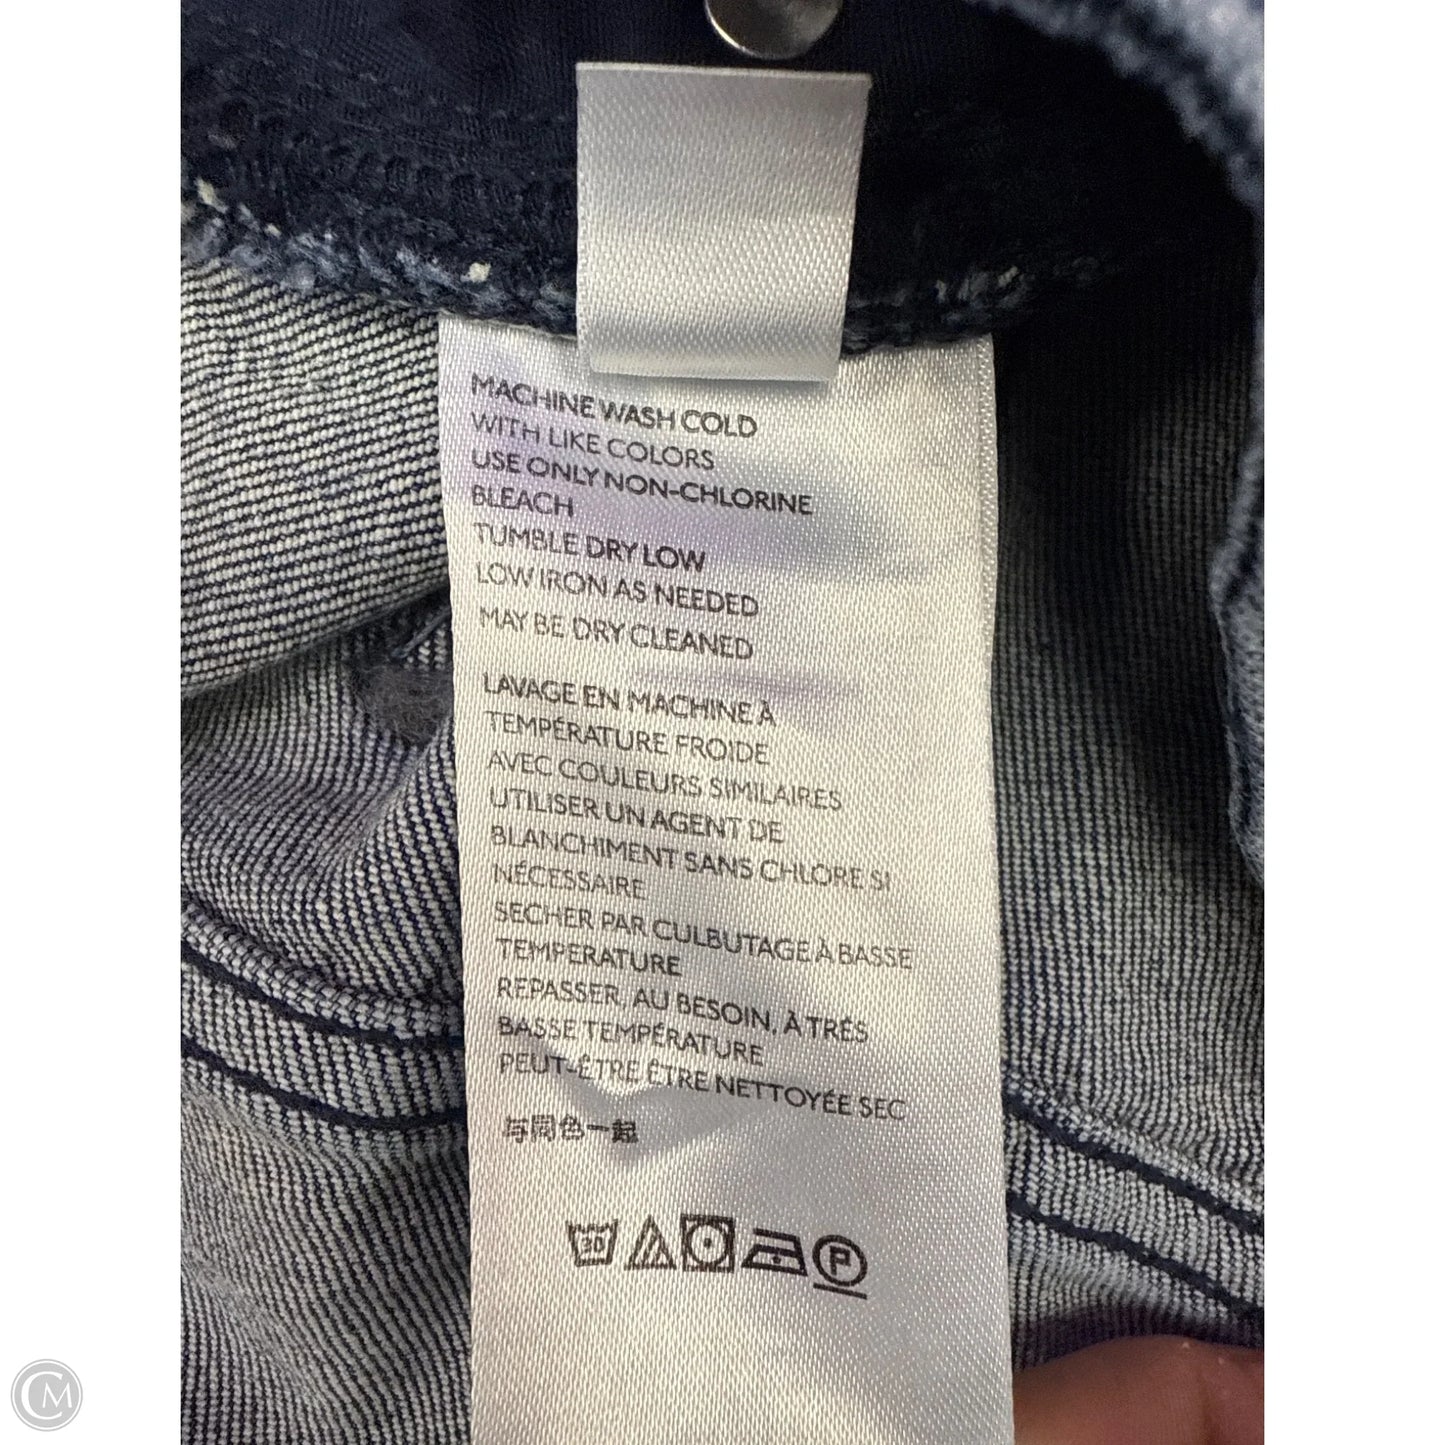 MACHINE WASH COLD
WITH LIKE COLORS
USE ONLY NON-CHLORINE
BLEACH
TUMBLE DRY LOW
LOW IRON AS NEEDED
MAY BE DRY CLEANED
LAVAGE EN MACHINE À
TEMPÉRATURE FROIDE
AVEC COULEURS SIMILAIRES
UTILISER UN AGENT DE
BLANCHIMENT SANS CHLORE SI
NÉCESSAIRE
SECHER PAR CULBUTAGE À BASSE
TEMPERATURE
REPASSER, AU BESOIN, À TRÉS
BASSE TEMPÉRATURE
PEUT-ÊTRE ÊTRE NETTOYÉE SEC
与同色一起
30
P
CM